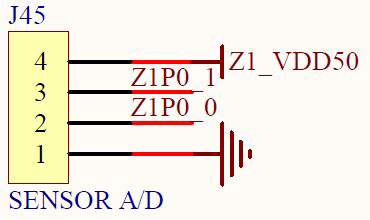 J45
4 Z1_VDD50
Z1P0_1
3
Z1P0_0
2
1
SENSOR A/D